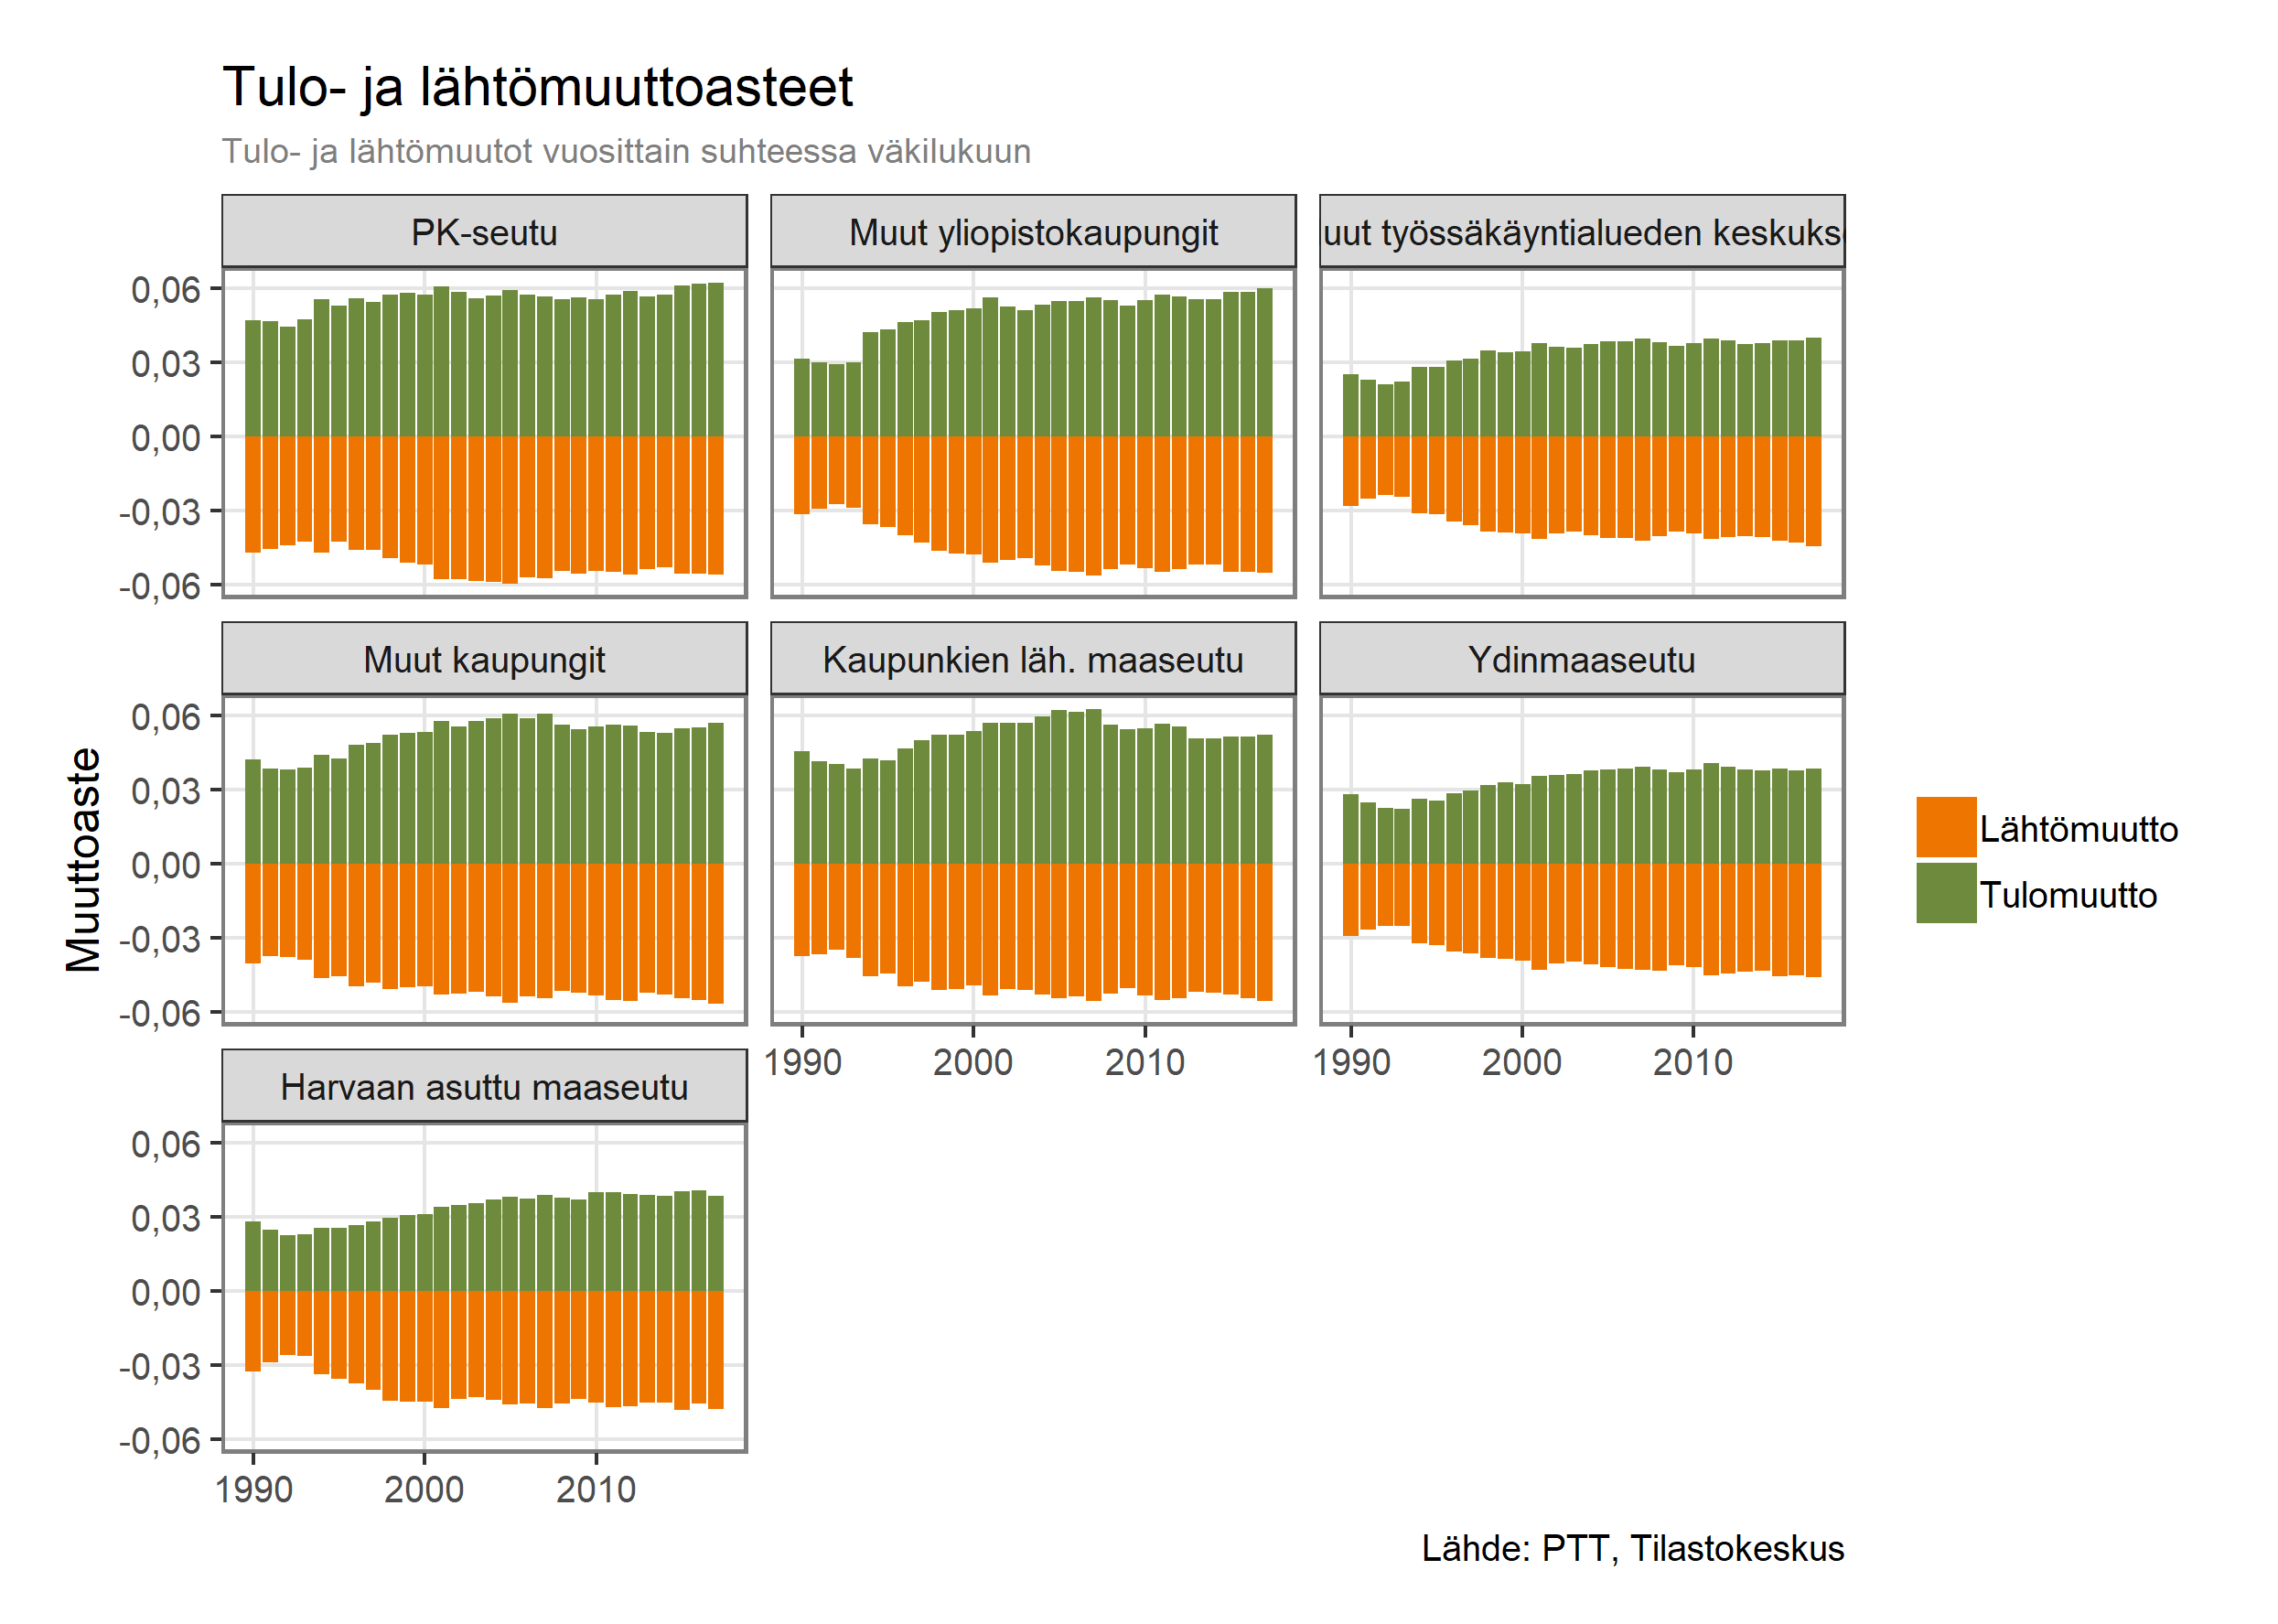 Tulo- ja lähtömuuttoasteet
Tulo- ja lähtömuutot vuosittain suhteessa väkilukuun
PK-seutu
Muut yliopistokaupungit
uut työssäkäyntialueden keskuks
0,06
0,03
0,00
-0,03
-0,06
Muut kaupungit
Kaupunkien läh. maaseutu
Ydinmaaseutu
Muuttoaste
0,06
0,03
0,00
-0,03
-0,06
1990 2000 2010
1990 2000 2010
Lähtömuutto
Tulomuutto
Harvaan asuttu maaseutu
0,06
0,03
0,00
-0,03
-0,06
1990 2000 2010
Lähde: PTT, Tilastokeskus